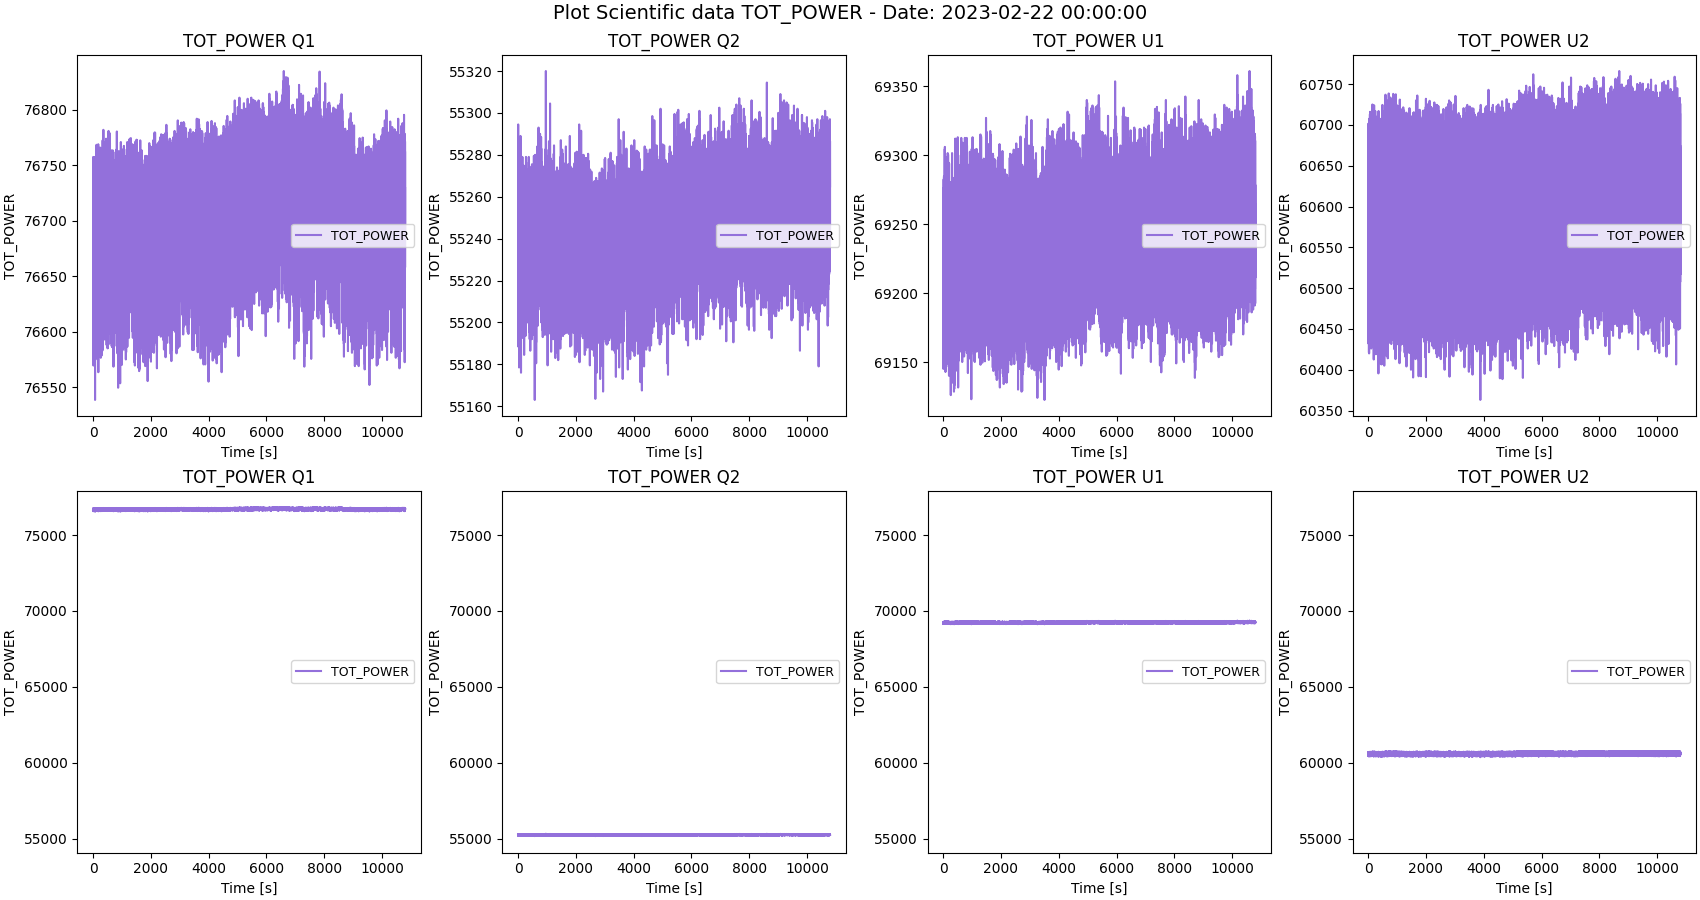 Plot Scientific data TOT_POWER - Date: 2023-02-22 00:00:00
TOT_POWER Q1
TOT_POWER
76800
76750
76700
76650
76600
76550
TOT_POWER
0 2000 4000 6000 8000 10000
Time [s]
TOT_POWER Q2
TOT_POWER
55320
55300
55280
55260
55240
55220
55200
55180
55160
TOT_POWER
0 2000 4000 6000 8000 10000
Time [s]
TOT_POWER U1
TOT_POWER
69350
69300
69250
69200
69150
TOT_POWER
0 2000 4000 6000 8000 10000
Time [s]
TOT_POWER U2
TOT_POWER
60750
60700
60650
60600
60550
60500
60450
60400
60350
TOT_POWER
0 2000 4000 6000 8000 10000
Time [s]
TOT_POWER Q1
TOT_POWER
75000
70000
65000
60000
55000
TOT_POWER
0 2000 4000 6000 8000 10000
Time [s]
TOT_POWER Q2
TOT_POWER
75000
70000
65000
60000
55000
TOT_POWER
0 2000 4000 6000 8000 10000
Time [s]
TOT_POWER U1
TOT_POWER
75000
70000
65000
60000
55000
TOT_POWER
0 2000 4000 6000 8000 10000
Time [s]
TOT_POWER U2
TOT_POWER
75000
70000
65000
60000
55000
TOT_POWER
0 2000 4000 6000 8000 10000
Time [s]